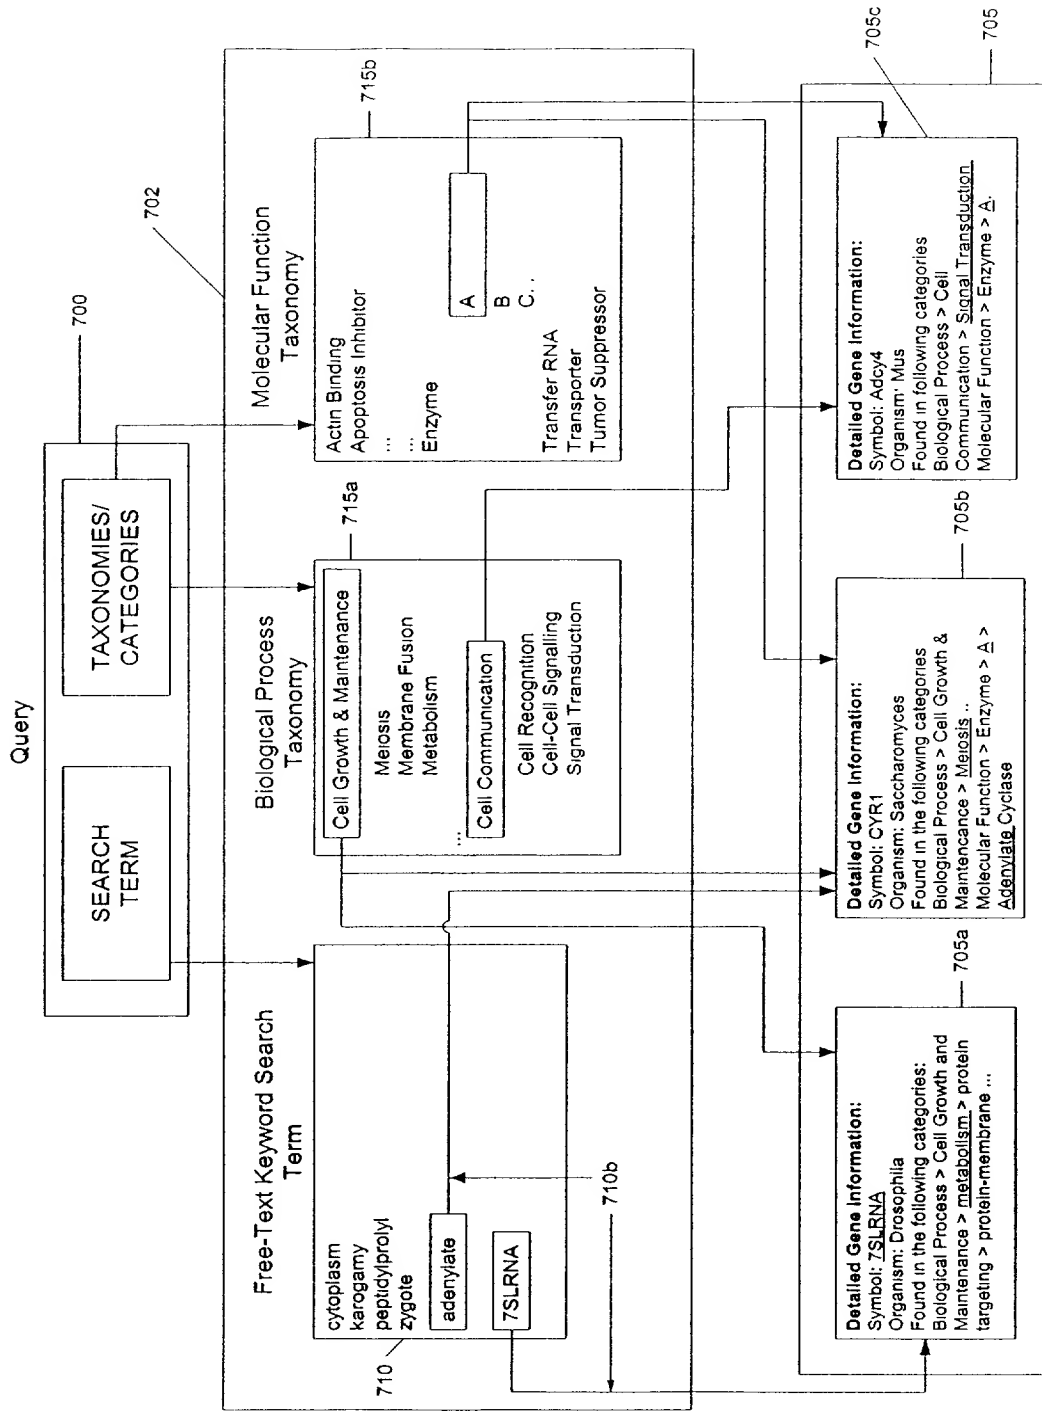 Query
700
SEARCH
TERM
TAXONOMIES/
CATEGORIES
702
Free-Text Keyword Search
Term
cytoplasm
karogamy
peptidylprolyl
zygote
adenylate
7SLRNA
710
710b
Biological Process
Taxonomy
715a
Cell Growth & Maintenance
Meiosis
Membrane Fusion
Metabolism
...
Cell Communication
Cell Recognition
Cell-Cell Signalling
Signal Transduction
Molecular Function
Taxonomy
715b
Actin Binding
Apoptosis Inhibitor
...
...
Enzyme
A
B
C...
Transfer RNA
Transporter
Tumor Suppressor
705
705a
Detailed Gene Information:
Symbol: 7SLRNA
Organism: Drosophila
Found in the following categories:
Biological Process > Cell Growth and
Maintenance > metabolism > protein
targeting > protein-membrane ...
705b
Detailed Gene Information:
Symbol: CYR1
Organism: Saccharomyces
Found in the following categories
Biological Process > Cell Growth &
Maintencance > Meiosis ..
Molecular Function > Enzyme > A >
Adenylate Cyclase
705c
Detailed Gene Information:
Symbol: Adcy4
Organism: Mus
Found in following categories
Biological Process > Cell
Communication > Signal Transduction
Molecular Function > Enzyme > A.